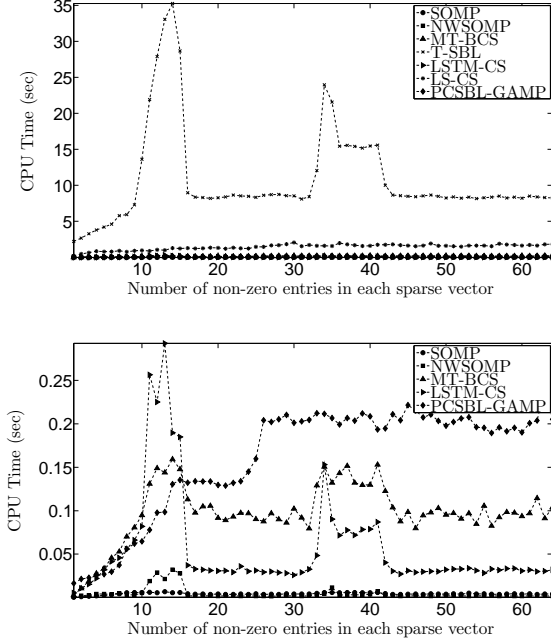 35
30
25
20
15
10
5
CPU Time (sec)
10 20 30 40 50 60
Number of non-zero entries in each sparse vector
SOMP
NWSOMP
MT-BCS
T-SBL
LSTM-CS
LS-CS
PCSBL-GAMP
0.25
0.2
0.15
0.1
0.05
CPU Time (sec)
10 20 30 40 50 60
Number of non-zero entries in each sparse vector
SOMP
NWSOMP
MT-BCS
LSTM-CS
PCSBL-GAMP